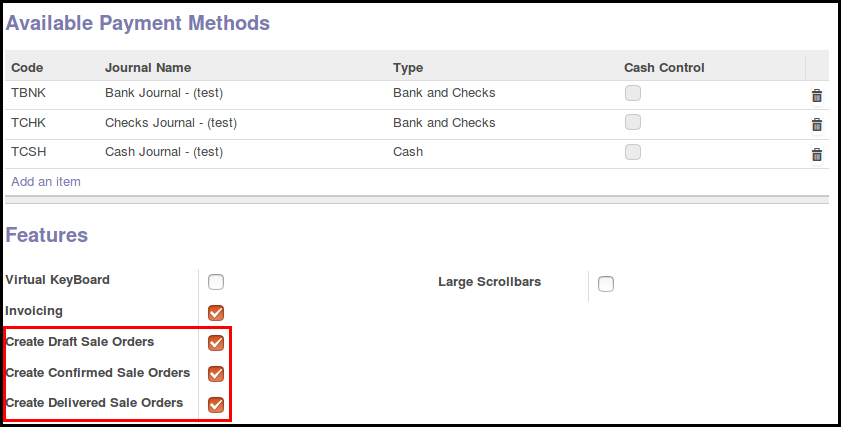 Available Payment Methods
Code Journal Name Type Cash Control
TBNK Bank Journal - (test) Bank and Checks
TCHK Checks Journal - (test) Bank and Checks
TCSH Cash Journal - (test) Cash
Add an item
Features
Virtual KeyBoard Large Scrollbars
Invoicing
Create Draft Sale Orders
Create Confirmed Sale Orders
Create Delivered Sale Orders